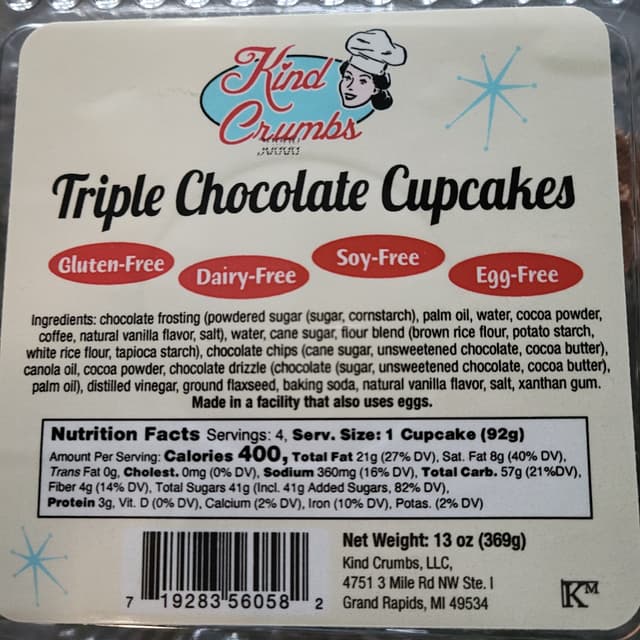 Kind
Crumbs
Triple Chocolate Cupcakes
Gluten-Free
Dairy-Free
Soy-Free
Egg-Free
Ingredients: chocolate frosting (powdered sugar (sugar, cornstarch), palm oil, water, cocoa powder,
coffee, natural vanilla flavor, salt), water, cane sugar, flour blend (brown rice flour, potato starch,
white rice flour, tapioca starch), chocolate chips (cane sugar, unsweetened chocolate, cocoa butter),
canola oil, cocoa powder, chocolate drizzle (chocolate (sugar, unsweetened chocolate, cocoa butter),
palm oil), distilled vinegar, ground flaxseed, baking soda, natural vanilla flavor, salt, xanthan gum.
Made in a facility that also uses eggs.
Nutrition Facts Servings: 4, Serv. Size: 1 Cupcake (92g)
Amount Per Serving: Calories 400, Total Fat 21g (27% DV), Sat. Fat 8g (40% DV),
Trans Fat 0g, Cholest. 0mg (0% DV), Sodium 360mg (16% DV), Total Carb. 57g (21%DV),
Fiber 4g (14% DV), Total Sugars 41g (Incl. 41g Added Sugars, 82% DV),
Protein 3g, Vit. D (0% DV), Calcium (2% DV), Iron (10% DV), Potas. (2% DV)
7 19283 56058 2
Net Weight: 13 oz (369g)
Kind Crumbs, LLC,
4751 3 Mile Rd NW Ste. I
Grand Rapids, MI 49534
KM